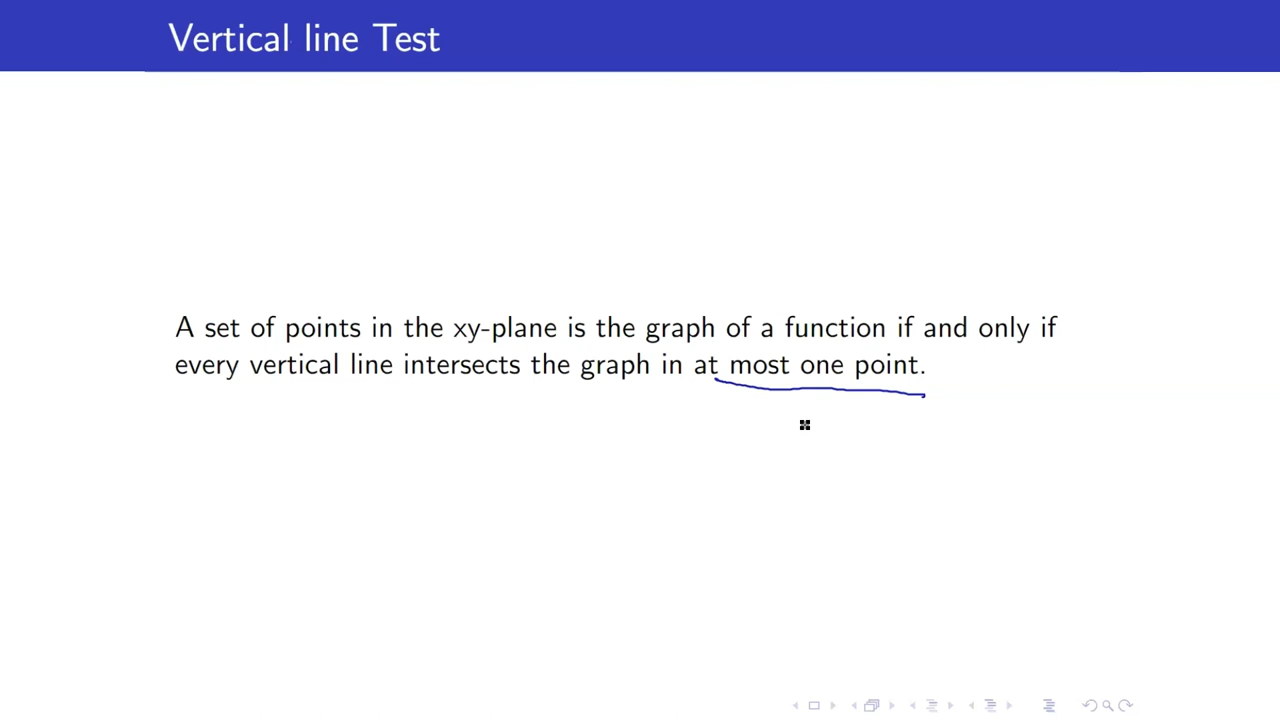 Vertical line Test
A set of points in the xy-plane is the graph of a function if and only if
every vertical line intersects the graph in at most one point.